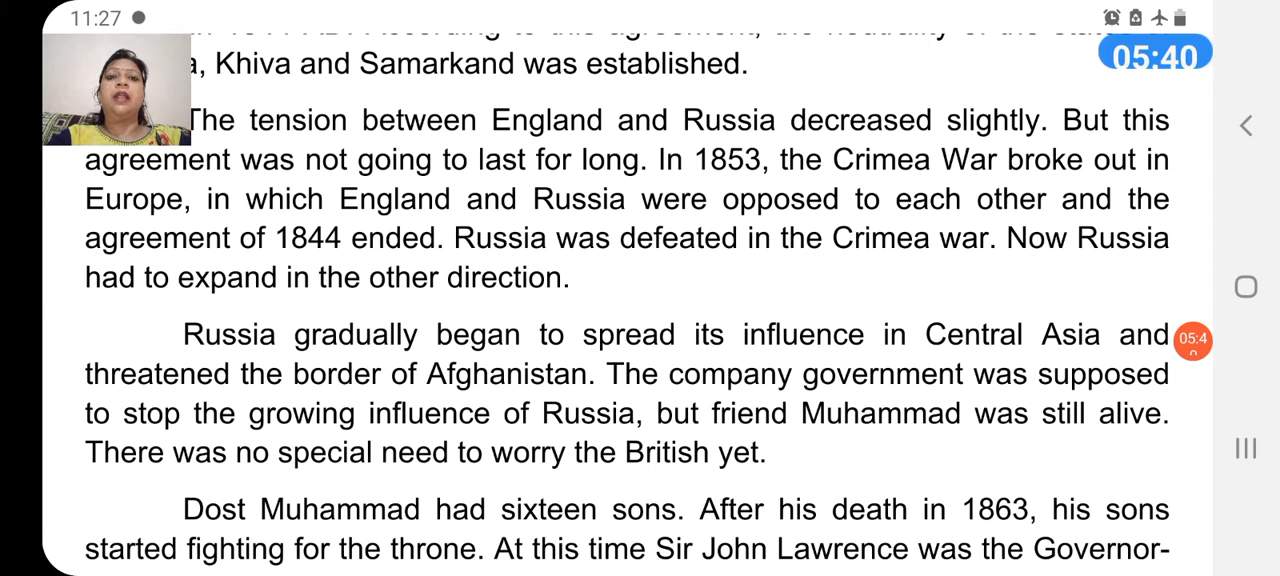 11:27
05:40
, Khiva and Samarkand was established.
The tension between England and Russia decreased slightly. But this
agreement was not going to last for long. In 1853, the Crimea War broke out in
Europe, in which England and Russia were opposed to each other and the
agreement of 1844 ended. Russia was defeated in the Crimea war. Now Russia
had to expand in the other direction.
Russia gradually began to spread its influence in Central Asia and
05:4
threatened the border of Afghanistan. The company government was supposed
to stop the growing influence of Russia, but friend Muhammad was still alive.
There was no special need to worry the British yet.
Dost Muhammad had sixteen sons. After his death in 1863, his sons
started fighting for the throne. At this time Sir John Lawrence was the Governor-